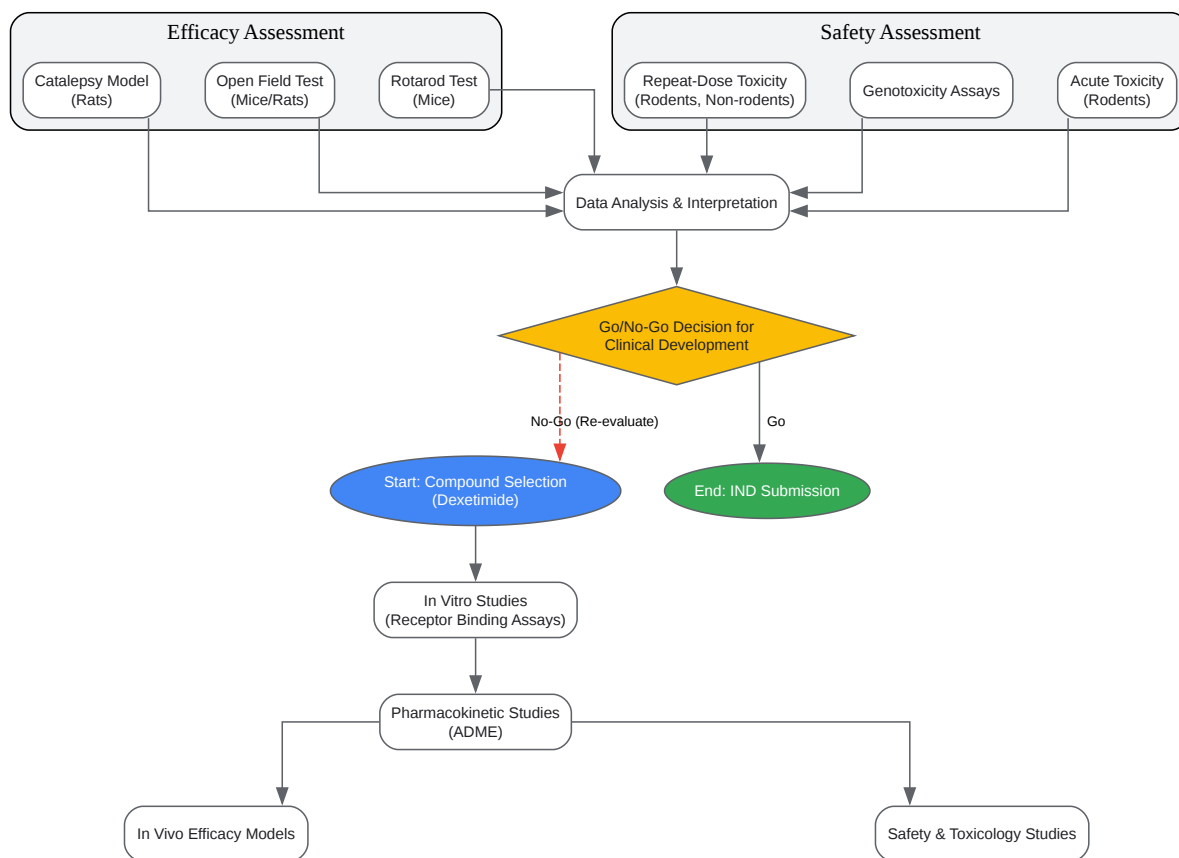 Efficacy Assessment
Catalepsy Model
(Rats)
Open Field Test
(Mice/Rats)
Rotarod Test
(Mice)
Safety Assessment
Repeat-Dose Toxicity
(Rodents, Non-rodents)
Genotoxicity Assays
Acute Toxicity
(Rodents)
Data Analysis & Interpretation
Go/No-Go Decision for
Clinical Development
No-Go (Re-evaluate)
Go
Start: Compound Selection
(Dexetimide)
End: IND Submission
In Vitro Studies
(Receptor Binding Assays)
Pharmacokinetic Studies
(ADME)
In Vivo Efficacy Models
Safety & Toxicology Studies